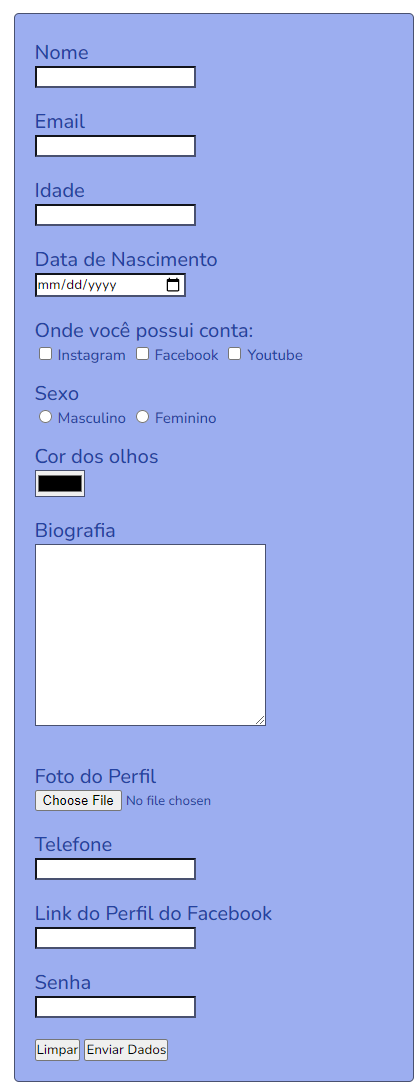 Nome
Email
Idade
Data de Nascimento
mm/dd/yyyy
Onde você possui conta:
Instagram Facebook Youtube
Sexo
Masculino Feminino
Cor dos olhos
Biografia
Foto do Perfil
Choose File No file chosen
Telefone
Link do Perfil do Facebook
Senha
Limpar Enviar Dados